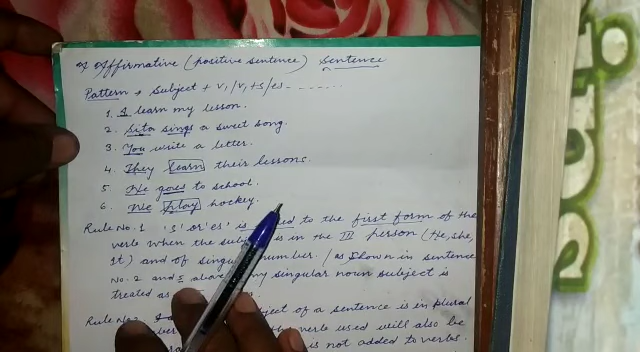 Affirmative (positive sentence) Sentence
Pattern → Subject + V1/V1+s/es - - - - - -
1. I learn my lesson.
2. Sita sings a sweet song.
3. You write a letter.
4. They learn their lessons.
5. He goes to school.
6. We play hockey.
Rule No. 1 's' or 'es' is to the first form of the
verb when the is in the III person (He, She,
It) and of number. / as Shown in sentence
No. 2 and 5 above singular noun subject is
treated as
Rule No. of a sentence is in plural
verb used will also be
is not added to verbs.